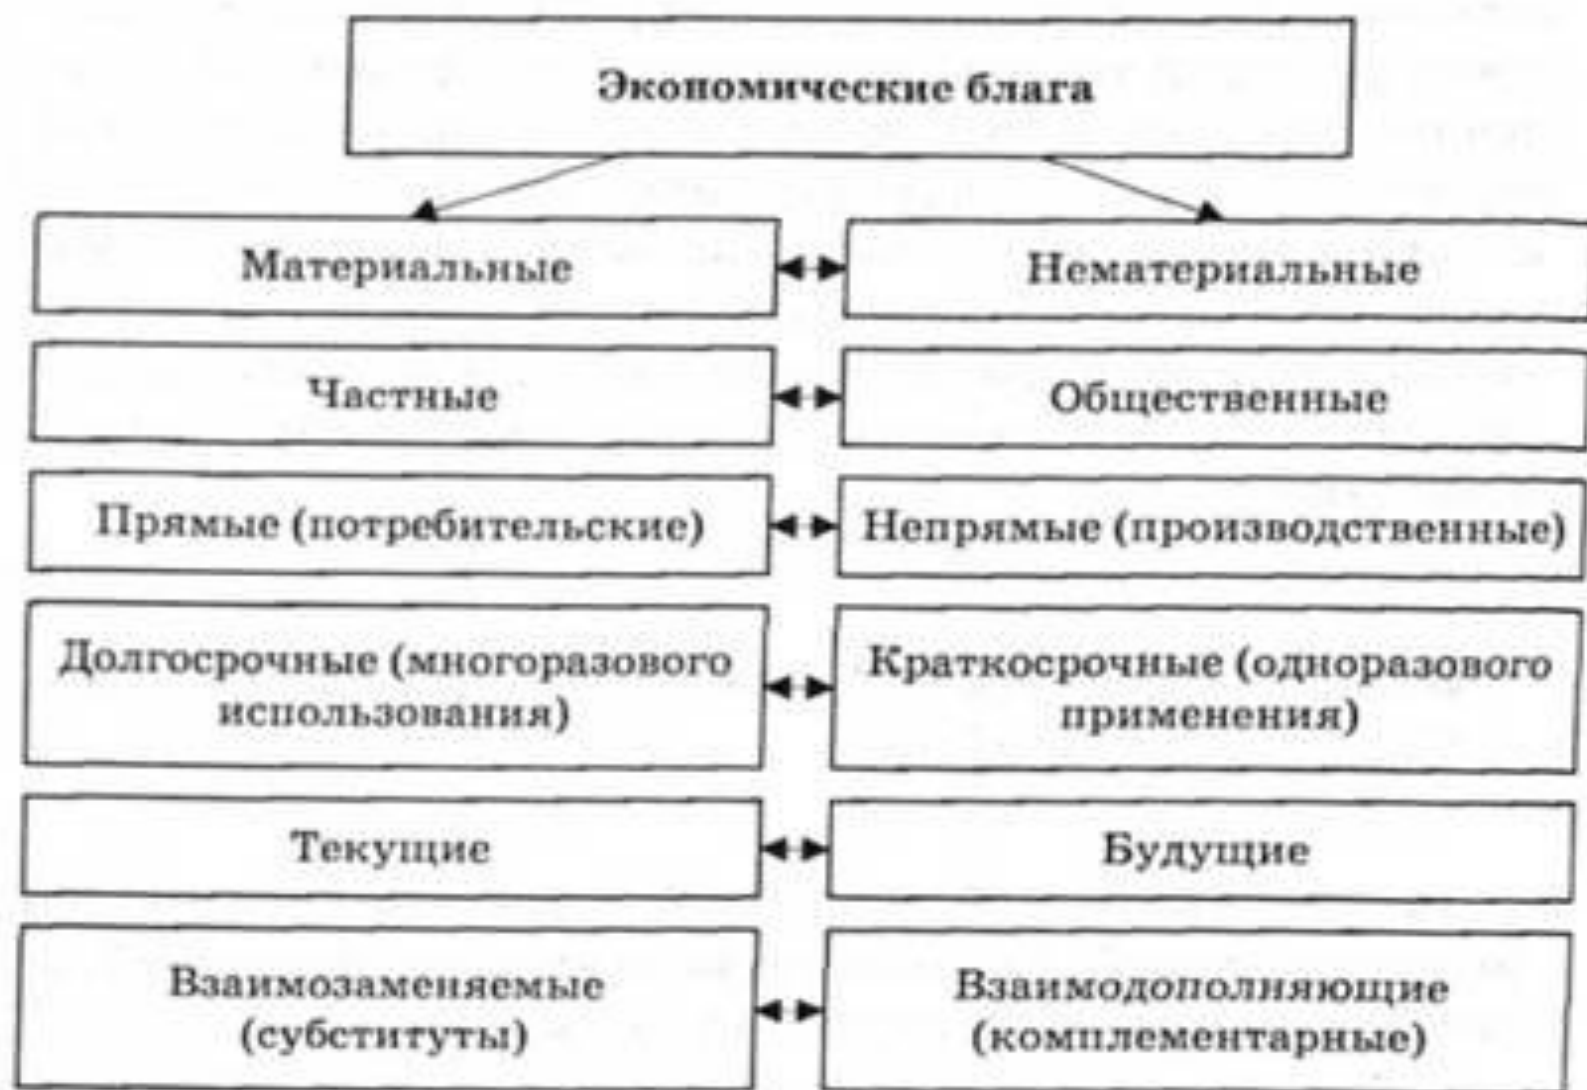 Экономические блага
Материальные
Нематериальные
Частные
Общественные
Прямые (потребительские)
Непрямые (производственные)
Долгосрочные (многоразового
использования)
Краткосрочные (одноразового
применения)
Текущие
Будущие
Взаимозаменяемые
(субституты)
Взаимодополняющие
(комплементарные)